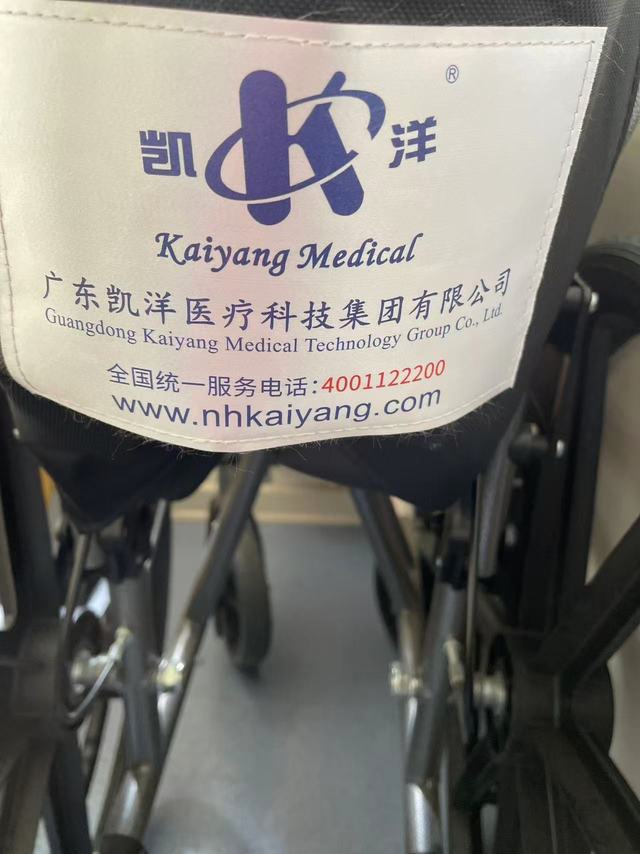 凯 K 洋 ®
Kaiyang Medical
广东凯洋医疗科技集团有限公司
Guangdong Kaiyang Medical Technology Group Co., Ltd.
全国统一服务电话:4001122200
www.nhkaiyang.com